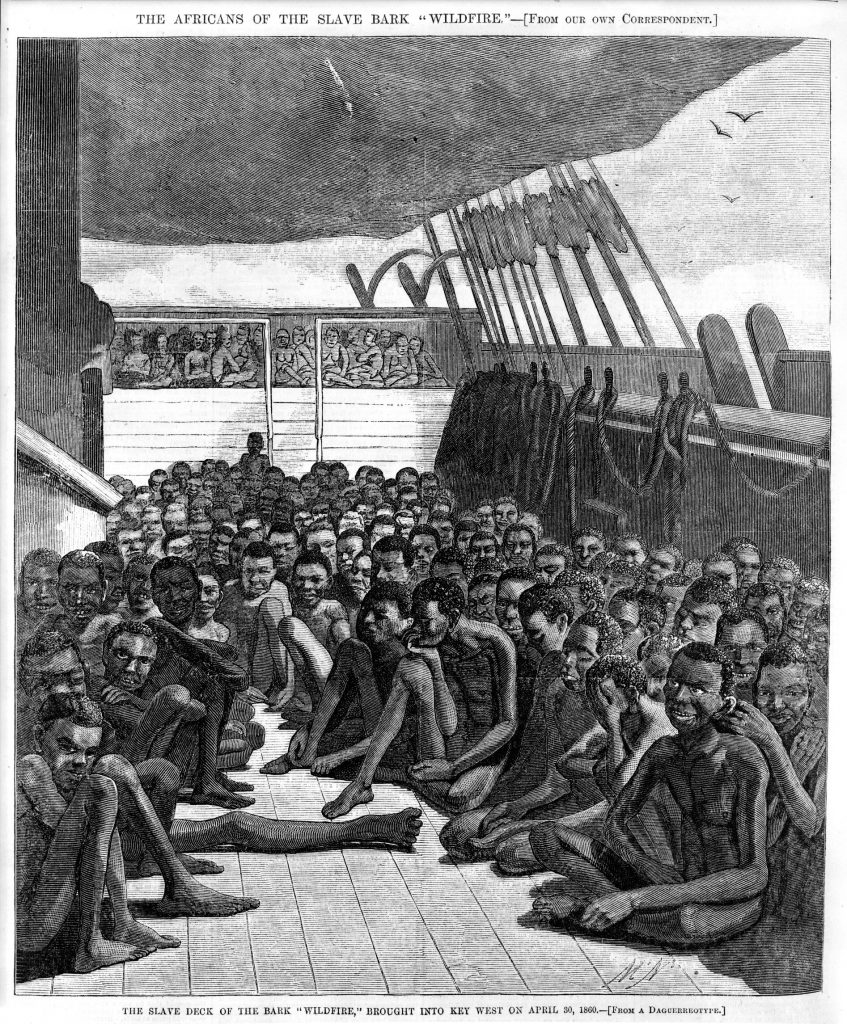 THE AFRICANS OF THE SLAVE BARK "WILDFIRE."—[FROM OUR OWN CORRESPONDENT.]
THE SLAVE DECK OF THE BARK "WILDFIRE," BROUGHT INTO KEY WEST ON APRIL 30, 1860.—[FROM A DAGUERREOTYPE.]